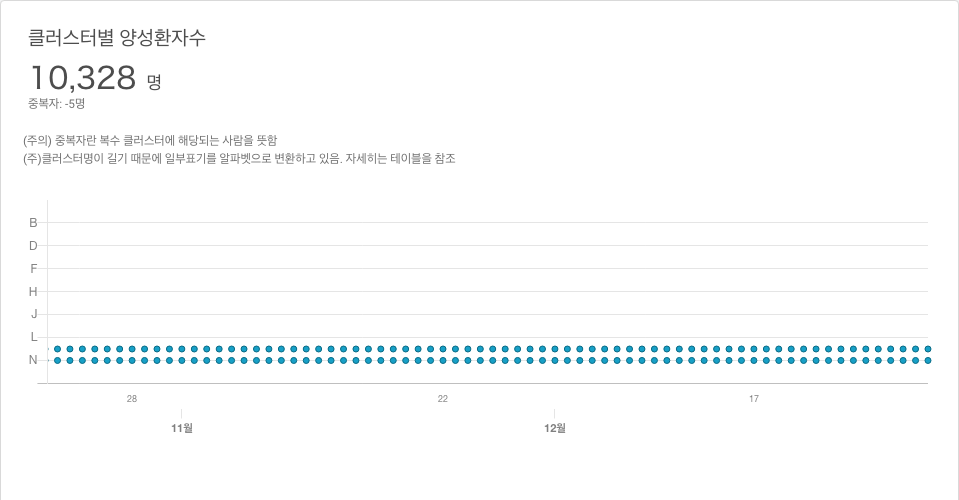 클러스터별 양성환자수
10,328 명
중복자: -5명
(주의) 중복자란 복수 클러스터에 해당되는 사람을 뜻함
(주)클러스터명이 길기 때문에 일부표기를 알파벳으로 변환하고 있음. 자세히는 테이블을 참조
B
D
F
H
J
L
N
28 22 17
11월 12월